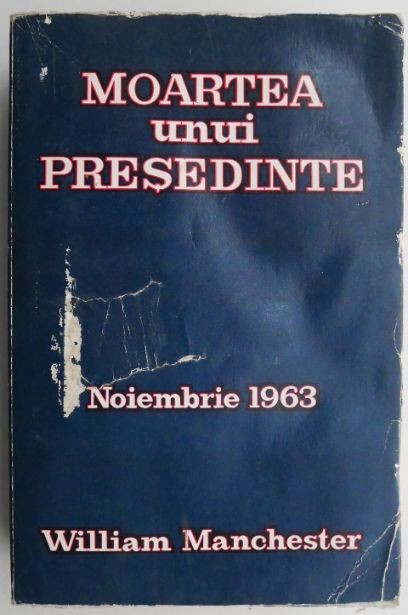 MOARTEA
unui
PREȘEDINTE
Noiembrie 1963
William Manchester